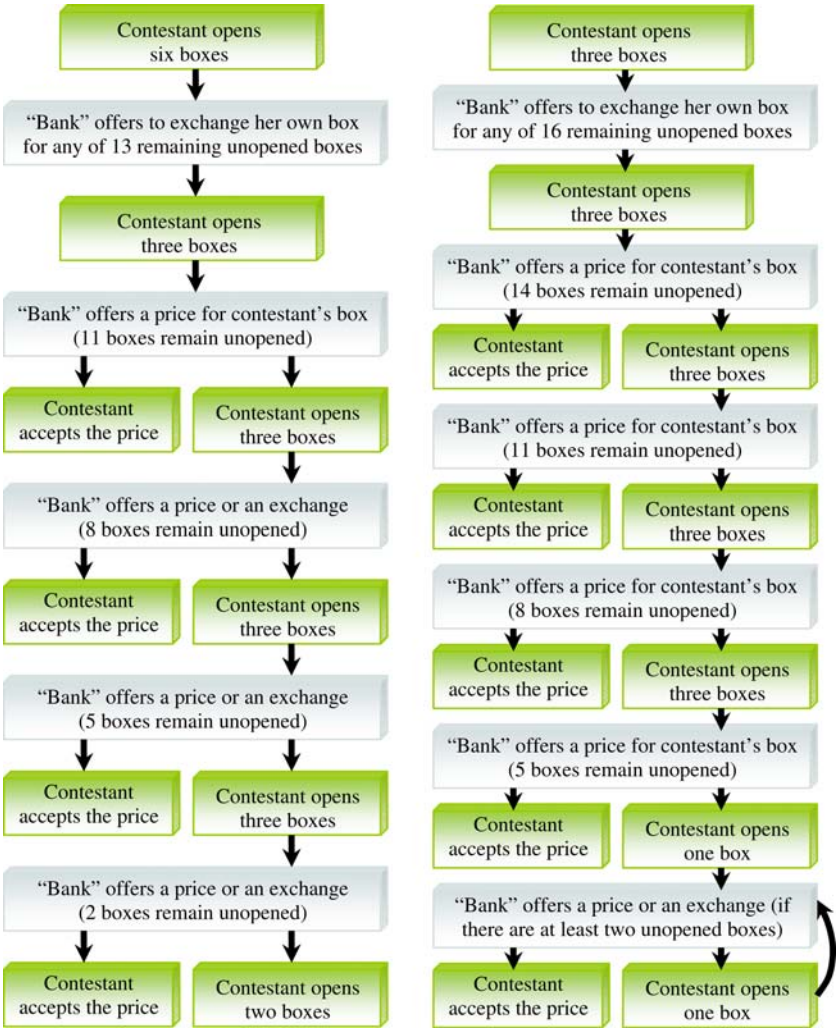 Contestant opens
six boxes
"Bank" offers to exchange her own box
for any of 13 remaining unopened boxes
Contestant opens
three boxes
"Bank" offers a price for contestant's box
(11 boxes remain unopened)
Contestant
accepts the price
Contestant opens
three boxes
"Bank" offers a price or an exchange
(8 boxes remain unopened)
Contestant
accepts the price
Contestant opens
three boxes
"Bank" offers a price or an exchange
(5 boxes remain unopened)
Contestant
accepts the price
Contestant opens
three boxes
"Bank" offers a price or an exchange
(2 boxes remain unopened)
Contestant
accepts the price
Contestant opens
two boxes
Contestant opens
three boxes
"Bank" offers to exchange her own box
for any of 16 remaining unopened boxes
Contestant opens
three boxes
"Bank" offers a price for contestant's box
(14 boxes remain unopened)
Contestant
accepts the price
Contestant opens
three boxes
"Bank" offers a price for contestant's box
(11 boxes remain unopened)
Contestant
accepts the price
Contestant opens
three boxes
"Bank" offers a price for contestant's box
(8 boxes remain unopened)
Contestant
accepts the price
Contestant opens
three boxes
"Bank" offers a price for contestant's box
(5 boxes remain unopened)
Contestant
accepts the price
Contestant opens
one box
"Bank" offers a price or an exchange (if
there are at least two unopened boxes)
Contestant
accepts the price
Contestant opens
one box